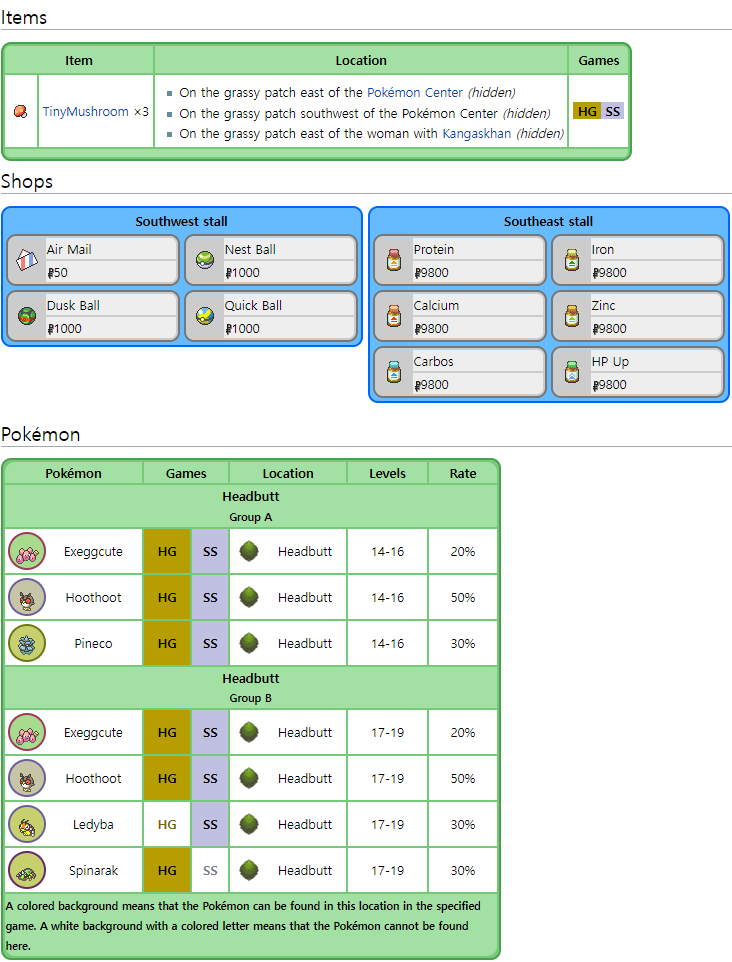 Items
Item Location Games
TinyMushroom ×3
On the grassy patch east of the Pokémon Center (hidden)
On the grassy patch southwest of the Pokémon Center (hidden)
On the grassy patch east of the woman with Kangaskhan (hidden)
HG SS
Shops
Southwest stall
Air Mail
₽50
Nest Ball
₽1000
Dusk Ball
₽1000
Quick Ball
₽1000
Southeast stall
Protein
₽9800
Iron
₽9800
Calcium
₽9800
Zinc
₽9800
Carbos
₽9800
HP Up
₽9800
Pokémon
Pokémon Games Location Levels Rate
Headbutt
Group A
Exeggcute HG SS Headbutt 14-16 20%
Hoothoot HG SS Headbutt 14-16 50%
Pineco HG SS Headbutt 14-16 30%
Headbutt
Group B
Exeggcute HG SS Headbutt 17-19 20%
Hoothoot HG SS Headbutt 17-19 50%
Ledyba HG SS Headbutt 17-19 30%
Spinarak HG SS Headbutt 17-19 30%
A colored background means that the Pokémon can be found in this location in the specified
game. A white background with a colored letter means that the Pokémon cannot be found
here.